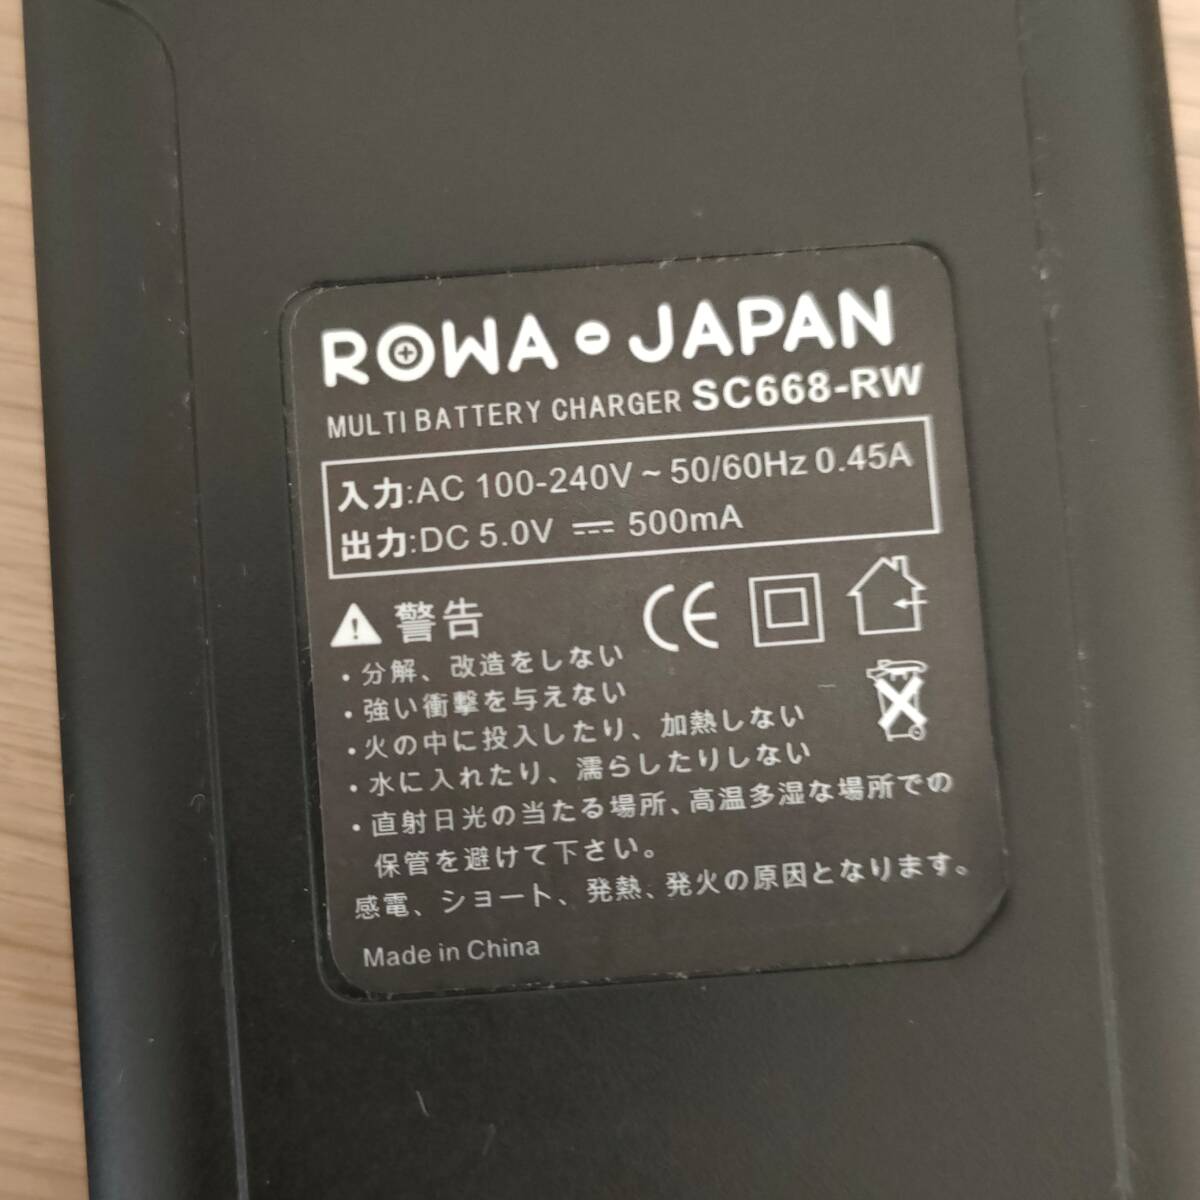 ROWA・JAPAN
MULTI BATTERY CHARGER SC668-RW
入力:AC 100-240V ~ 50/60Hz 0.45A
出力:DC 5.0V ⎓ 500mA
警告
CE
・分解、改造をしない
・強い衝撃を与えない
・火の中に投入したり、加熱しない
・水に入れたり、濡らしたりしない
・直射日光の当たる場所、高温多湿な場所での
保管を避けて下さい。
感電、ショート、発熱、発火の原因となります。
Made in China